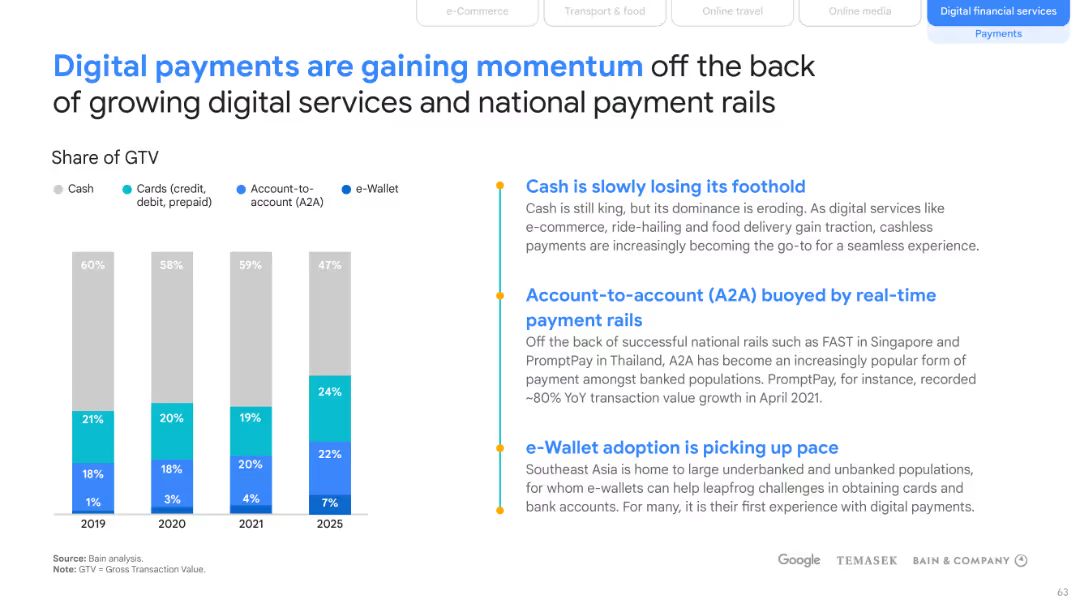 e-Commerce
Transport & food
Online travel
Online media
Digital financial services
Payments
Digital payments are gaining momentum off the back
of growing digital services and national payment rails
Share of GTV
Cash
Cards (credit,
debit, prepaid)
Account-to-
account (A2A)
e-Wallet
60%
58%
59%
47%
21%
20%
19%
24%
18%
18%
20%
22%
1%
3%
4%
7%
2019
2020
2021
2025
Cash is slowly losing its foothold
Cash is still king, but its dominance is eroding. As digital services like
e-commerce, ride-hailing and food delivery gain traction, cashless
payments are increasingly becoming the go-to for a seamless experience.
Account-to-account (A2A) buoyed by real-time
payment rails
Off the back of successful national rails such as FAST in Singapore and
PromptPay in Thailand, A2A has become an increasingly popular form of
payment amongst banked populations. PromptPay, for instance, recorded
~80% YoY transaction value growth in April 2021.
e-Wallet adoption is picking up pace
Southeast Asia is home to large underbanked and unbanked populations,
for whom e-wallets can help leapfrog challenges in obtaining cards and
bank accounts. For many, it is their first experience with digital payments.
Source: Bain analysis.
Note: GTV = Gross Transaction Value.
Google
TEMASEK
BAIN & COMPANY
63